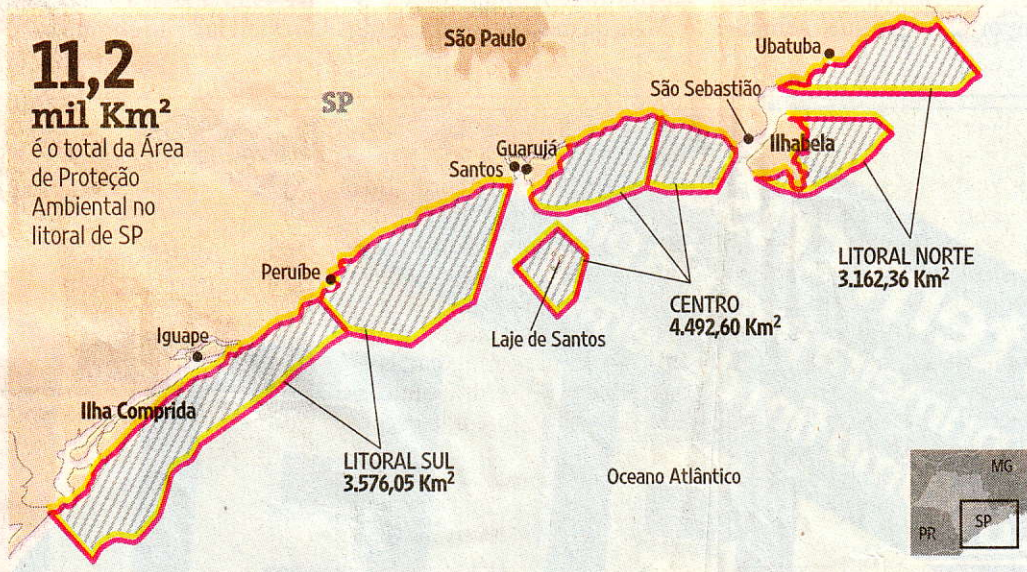 11,2
mil Km²
é o total da Área
de Proteção
Ambiental no
litoral de SP
São Paulo
SP
Ubatuba
São Sebastião
Ilhabela
Guarujá
Santos
Peruíbe
Iguape
Ilha Comprida
Laje de Santos
LITORAL NORTE
3.162,36 Km²
CENTRO
4.492,60 Km²
LITORAL SUL
3.576,05 Km²
Oceano Atlântico
MG
SP
PR